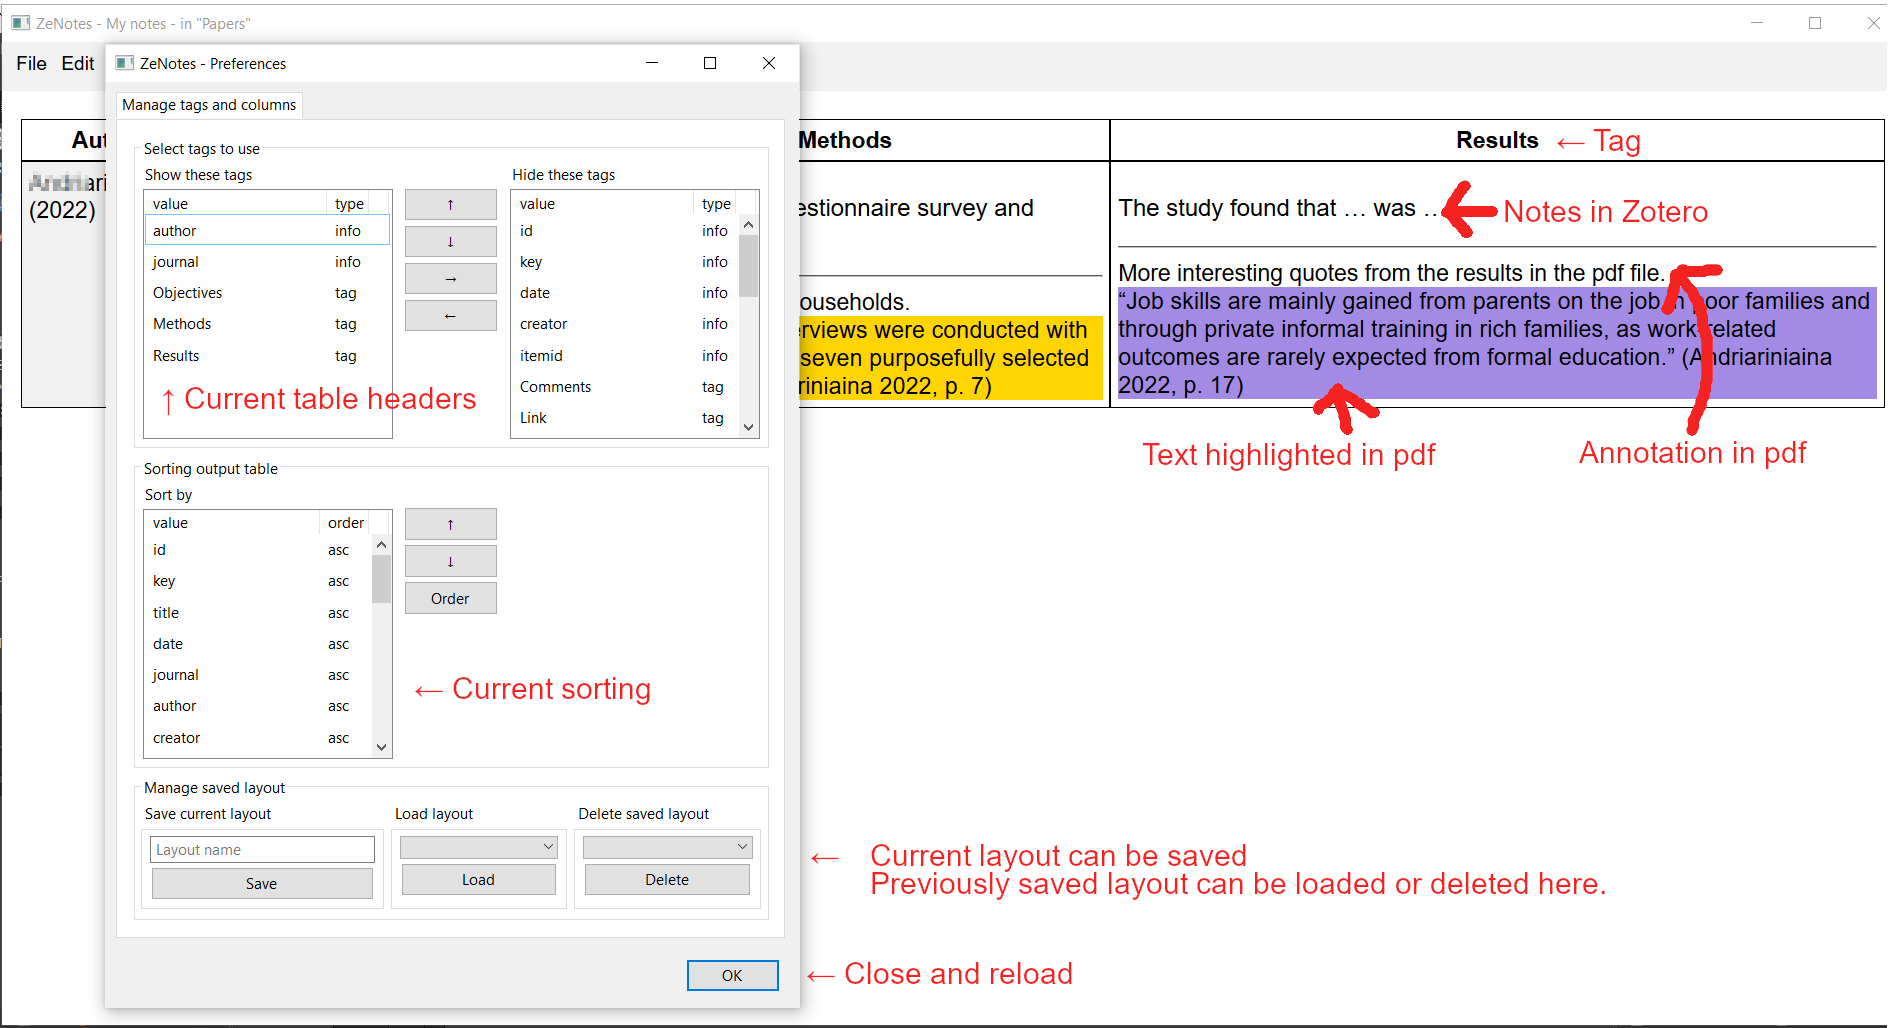 ZeNotes - My notes - in "Papers"
File Edit
ZeNotes - Preferences
Manage tags and columns
Select tags to use
Show these tags
value type
author info
journal info
Objectives tag
Methods tag
Results tag
↑ Current table headers
↑
↓
→
←
Hide these tags
value type
id info
key info
date info
creator info
itemid info
Comments tag
Link tag
Sorting output table
Sort by
value order
id asc
key asc
title asc
date asc
journal asc
author asc
creator asc
↑
↓
Order
← Current sorting
Manage saved layout
Save current layout
Layout name
Save
Load layout
Load
Delete saved layout
Delete
← Current layout can be saved
Previously saved layout can be loaded or deleted here.
OK
← Close and reload
(2022)
Methods
estionnaire survey and
ouseholds.
erviews were conducted with
seven purposefully selected
riniaina 2022, p. 7)
Results ← Tag
The study found that … was …
Notes in Zotero
More interesting quotes from the results in the pdf file.
“Job skills are mainly gained from parents on the job in poor families and
through private informal training in rich families, as work-related
outcomes are rarely expected from formal education.” (Andriariniaina
2022, p. 17)
Text highlighted in pdf
Annotation in pdf